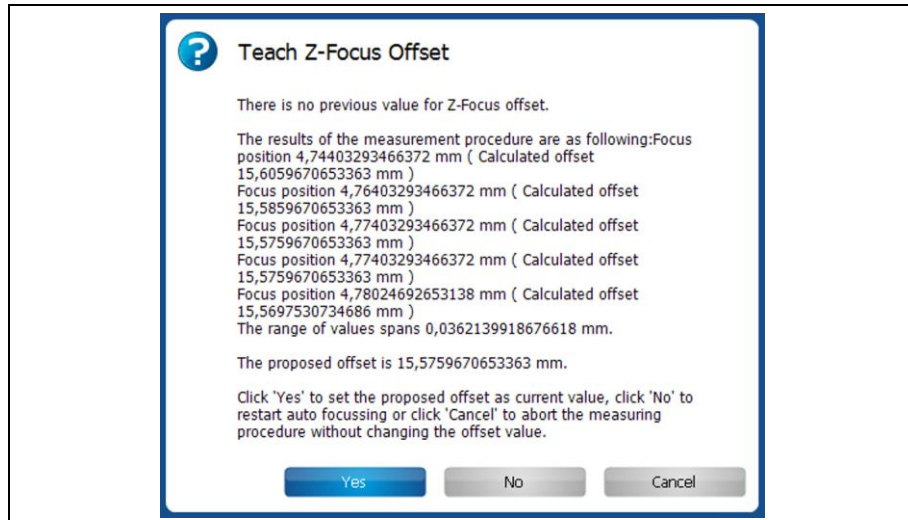 Teach Z-Focus Offset
There is no previous value for Z-Focus offset.
The results of the measurement procedure are as following:Focus
position 4,74403293466372 mm ( Calculated offset
15,6059670653363 mm )
Focus position 4,76403293466372 mm ( Calculated offset
15,5859670653363 mm )
Focus position 4,77403293466372 mm ( Calculated offset
15,5759670653363 mm )
Focus position 4,77403293466372 mm ( Calculated offset
15,5759670653363 mm )
Focus position 4,78024692653138 mm ( Calculated offset
15,5697530734686 mm )
The range of values spans 0,0362139918676618 mm.
The proposed offset is 15,5759670653363 mm.
Click 'Yes' to set the proposed offset as current value, click 'No' to
restart auto focussing or click 'Cancel' to abort the measuring
procedure without changing the offset value.
Yes No Cancel